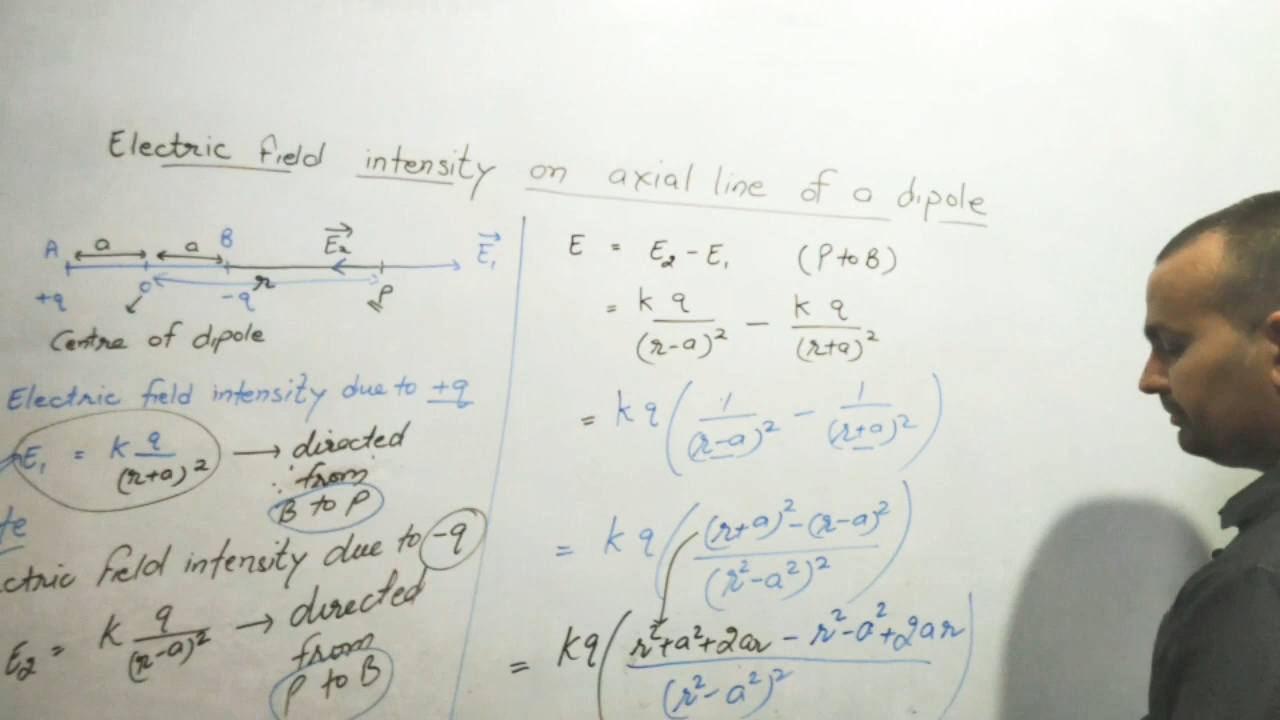 Electric field intensity on axial line of a dipole
A a a B E₂ E₁
+q O -q r P
Centre of dipole
Electric field intensity due to +q
E₁ = K q/(r+a)² → directed
from
B to P
Field intensity due to -q
E₂ = K q/(r-a)² → directed
from
P to B
E = E₂ - E₁ (P to B)
= k q/(r-a)² - k q/(r+a)²
= kq(1/(r-a)² - 1/(r+a)²)
= kq((r+a)²-(r-a)²/(r²-a²)²)
= kq(r²+a²+2ar - r²-a²+2ar/(r²-a²)²)